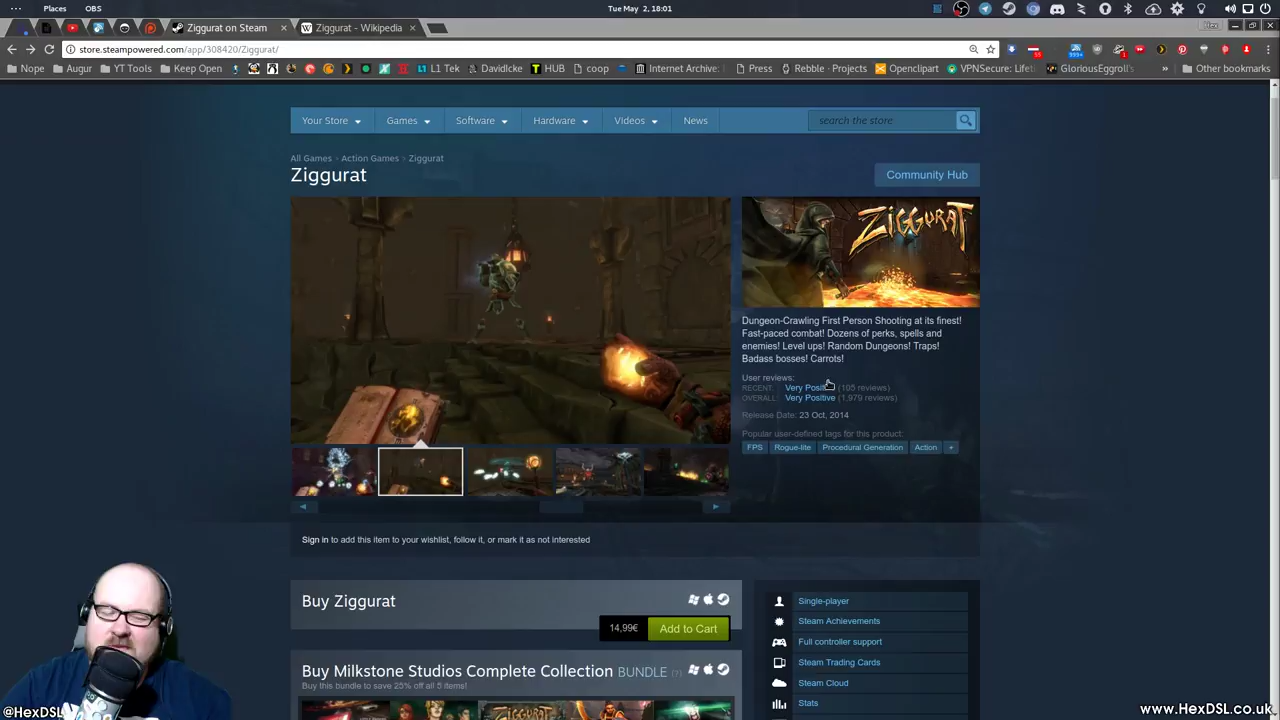 Places
Tue May 2, 18:01
Hex
Ziggurat on Steam
Ziggurat - Wikipedia
store.steampowered.com/app/308420/Ziggurat/
Nope
Augur
YT Tools
Keep Open
L1 Tek
DavidIcke
HUB
coop
Internet Archive:
Press
Rebble · Projects
Openclipart
VPNSecure: Lifeti
GloriousEggroll's
Other bookmarks
Your Store
Games
Software
Hardware
Videos
News
search the store
All Games › Action Games › Ziggurat
Ziggurat
Community Hub
ZIGGURAT
Dungeon-Crawling First Person Shooting at its finest!
Fast-paced combat! Dozens of perks, spells and
enemies! Level ups! Random Dungeons! Traps!
Badass bosses! Carrots!
User reviews:
RECENT: Very Positive (105 reviews)
OVERALL: Very Positive (1,979 reviews)
Release Date: 23 Oct, 2014
Popular user-defined tags for this product:
FPS
Rogue-lite
Procedural Generation
Action
+
Sign in to add this item to your wishlist, follow it, or mark it as not interested
Buy Ziggurat
14,99€
Add to Cart
Buy Milkstone Studios Complete Collection BUNDLE (?)
Buy this bundle to save 25% off all 5 items!
ZIGGURAT
Single-player
Steam Achievements
Full controller support
Steam Trading Cards
Steam Cloud
Stats
@HexDSL
www.HexDSL.co.uk